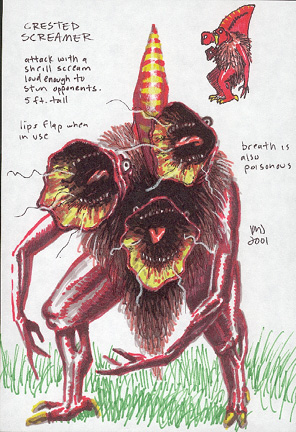 CRESTED
SCREAMER
attack with a
shrill scream
loud enough to
stun opponents.
5 ft. tall
lips flap when
in use
breath is
also
poisonous
2001